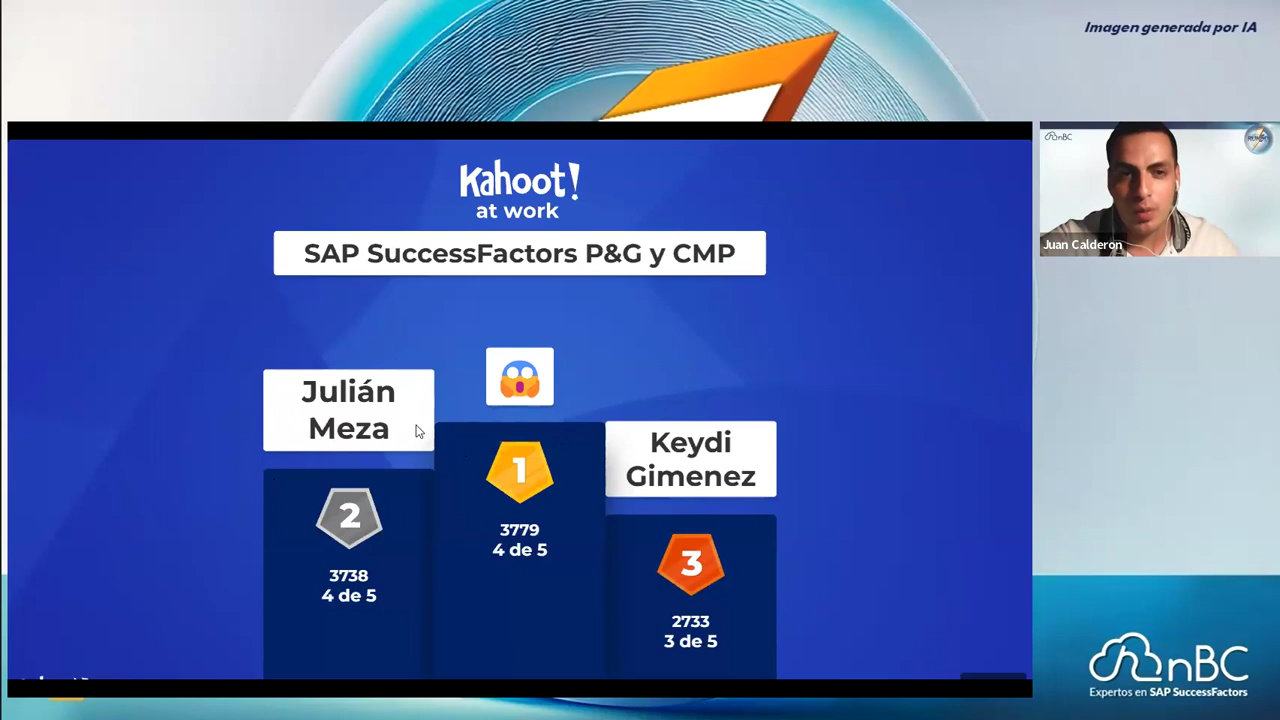 Imagen generada por IA
Kahoot!
at work
SAP SuccessFactors P&G y CMP
nBC
Juan Calderon
Julián
Meza
Keydi
Gimenez
1
3779
4 de 5
2
3738
4 de 5
3
2733
3 de 5
nBC
Expertos en SAP SuccessFactors